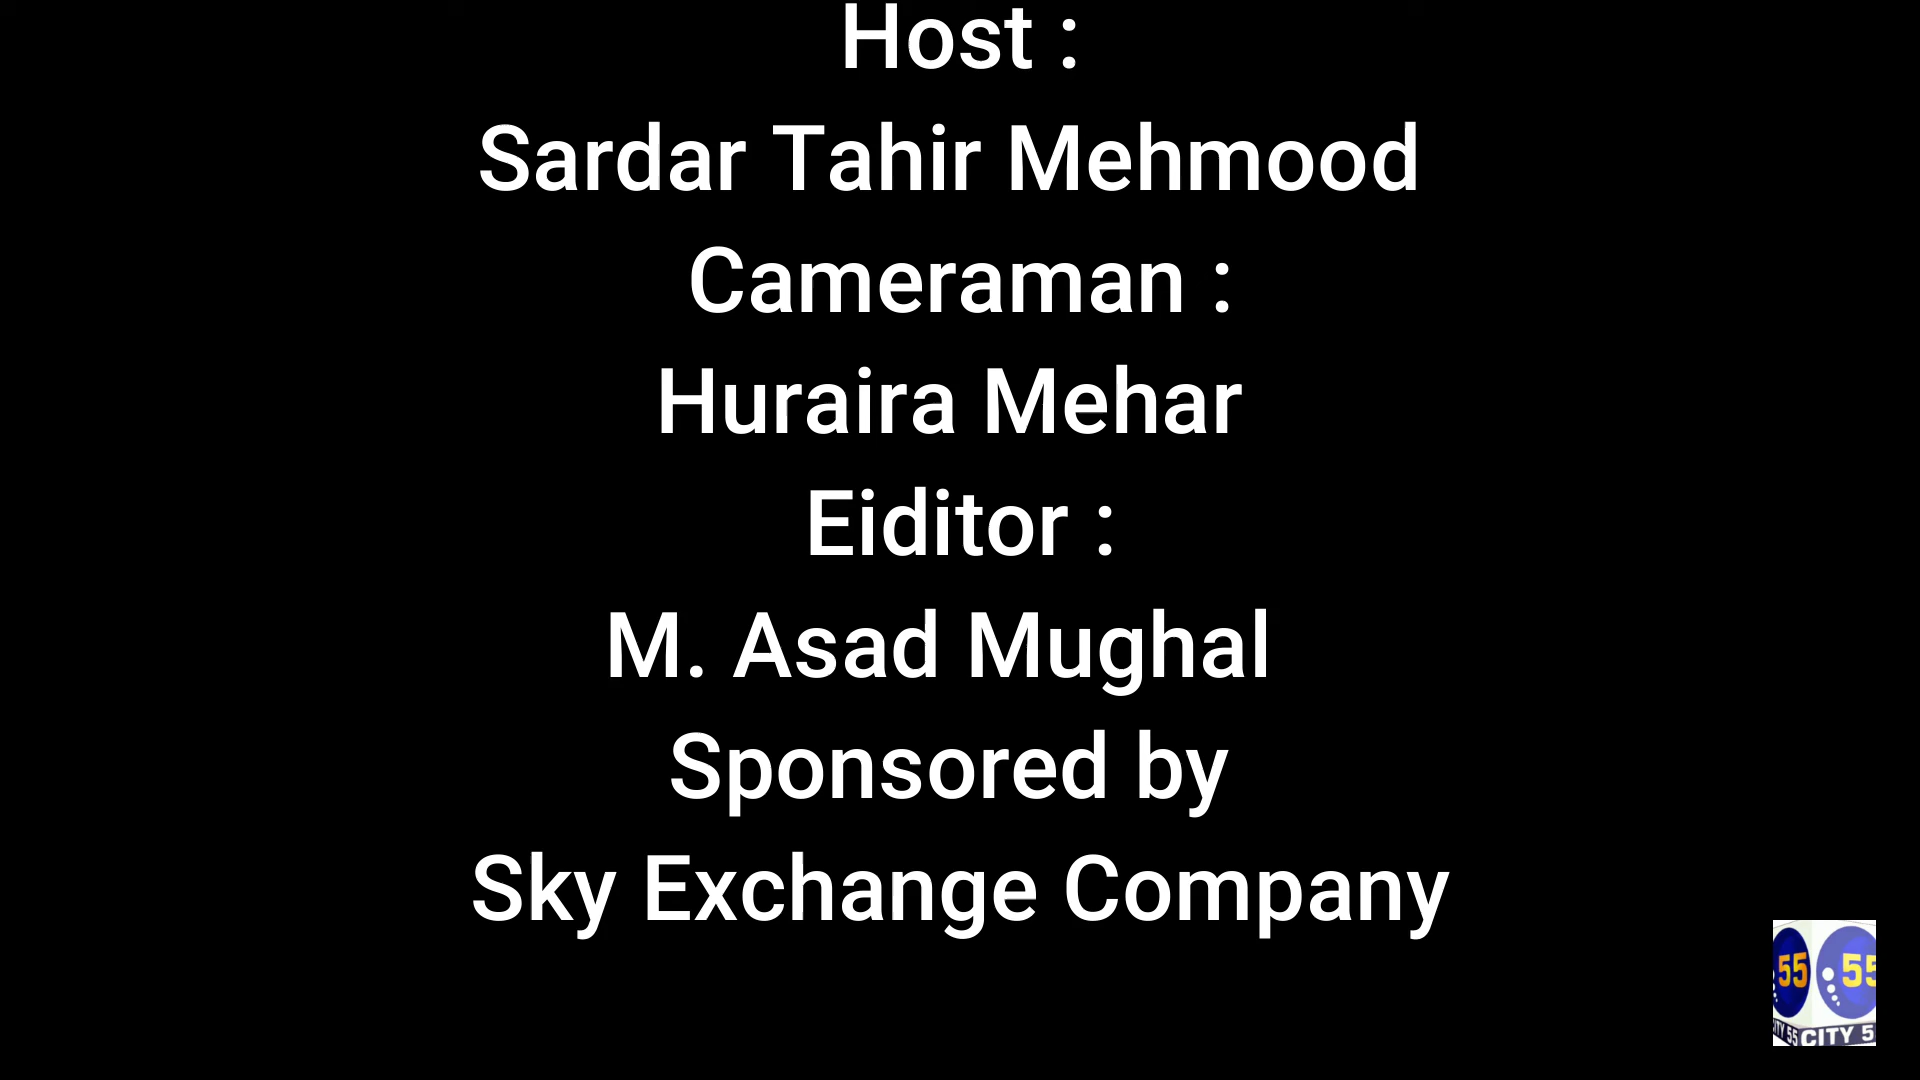 Host :
Sardar Tahir Mehmood
Cameraman :
Huraira Mehar
Eiditor :
M. Asad Mughal
Sponsored by
Sky Exchange Company
55 55
CITY 5